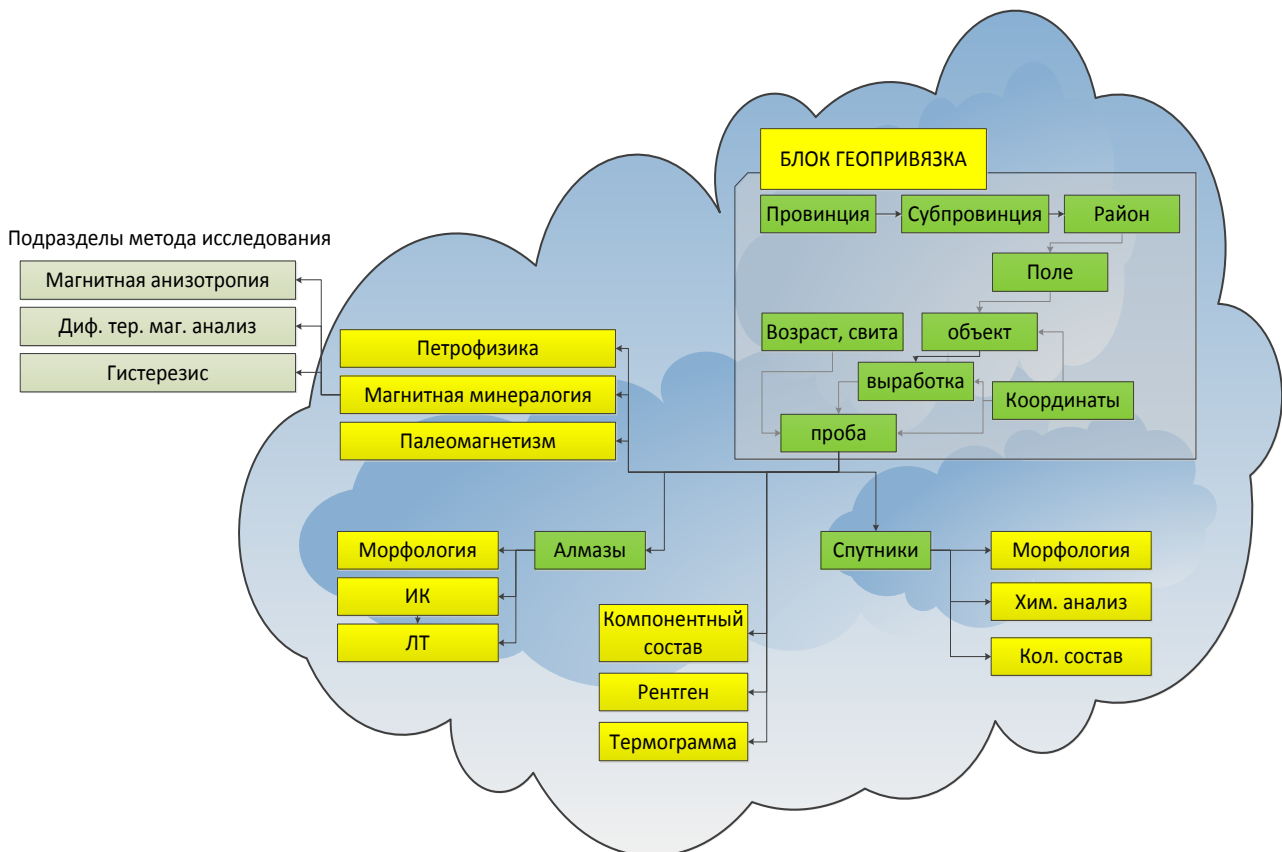 БЛОК ГЕОПРИВЯЗКА
Провинция
Субпровинция
Район
Поле
Возраст, свита
объект
выработка
Координаты
проба
Подразделы метода исследования
Магнитная анизотропия
Диф. тер. маг. анализ
Гистерезис
Петрофизика
Магнитная минералогия
Палеомагнетизм
Морфология
Алмазы
ИК
ЛТ
Спутники
Морфология
Хим. анализ
Кол. состав
Компонентный
состав
Рентген
Термограмма